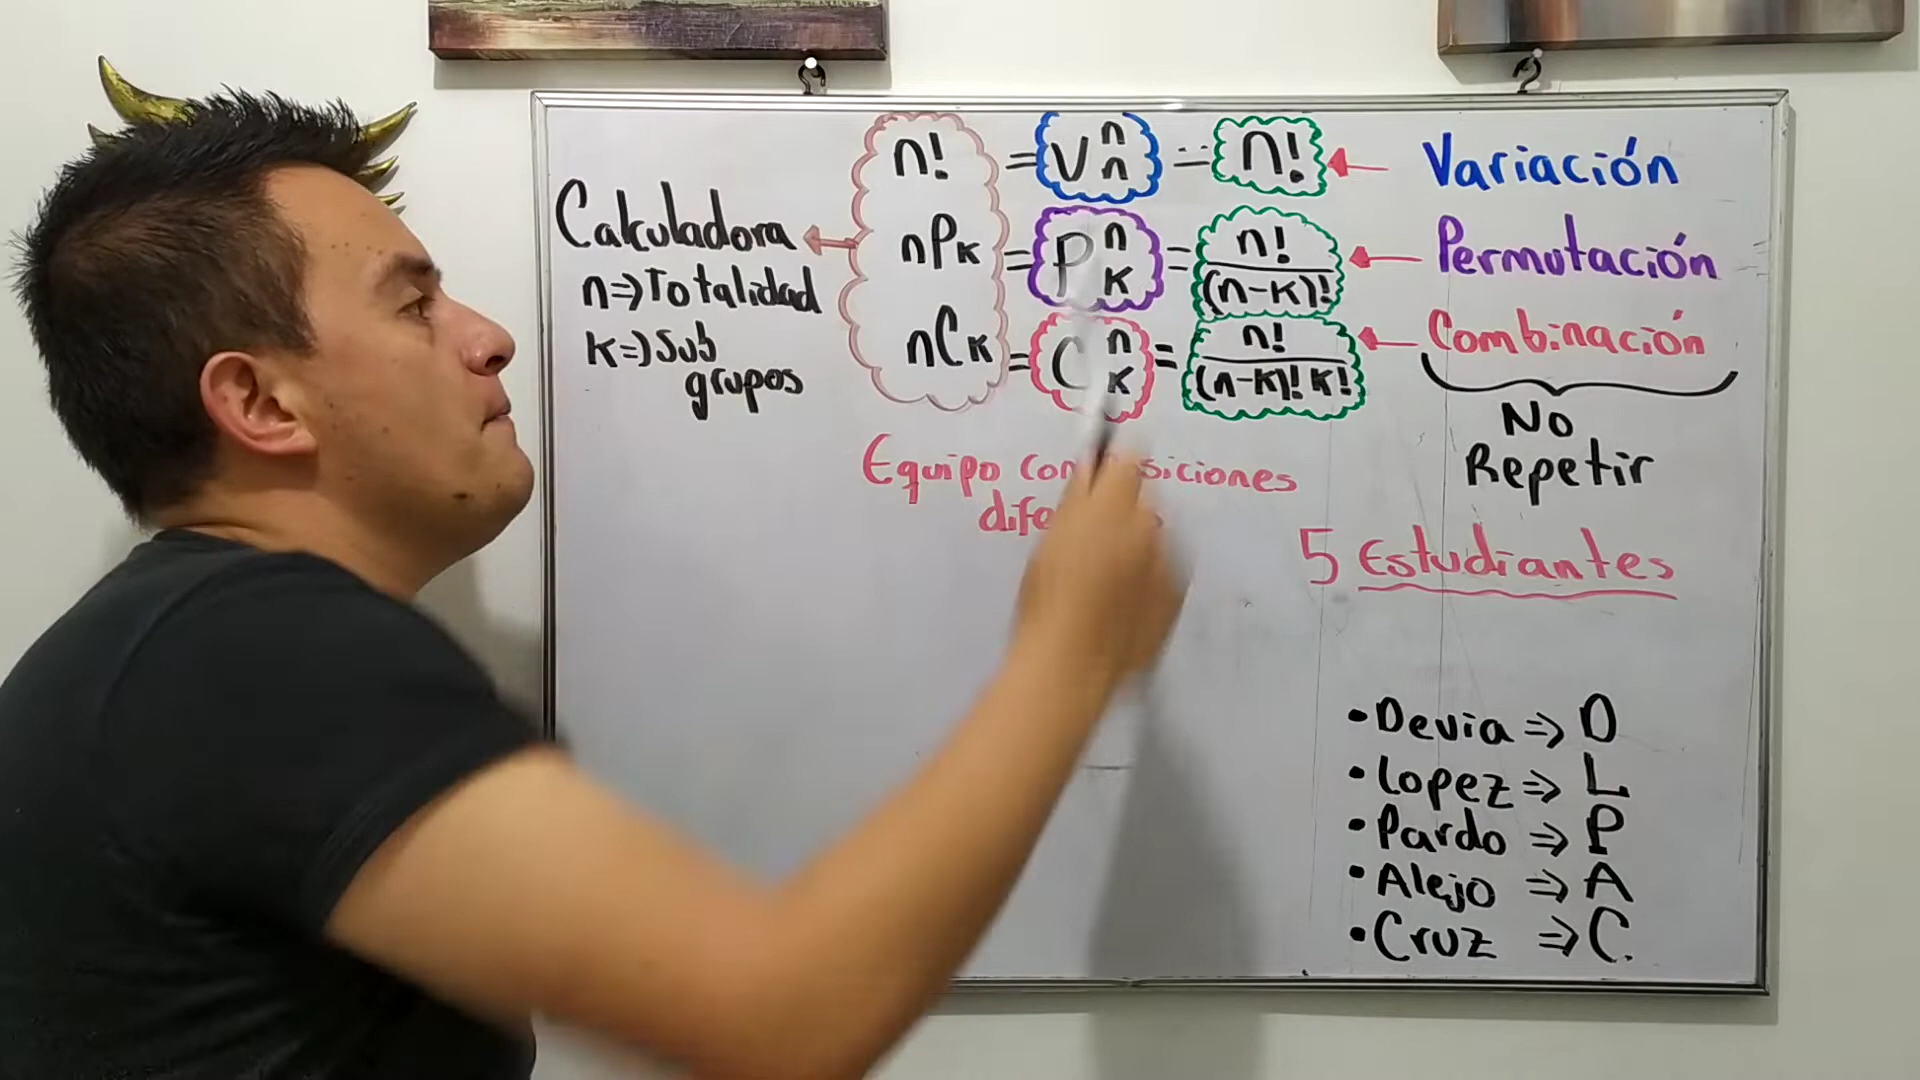 n! = V n n = n! Variación
Calculadora nPk = P n k = n! (n-k)! Permutación
n⇒Totalidad
k⇒Sub grupos
nCk = C n k = n! (n-k)! k! Combinación
No
Repetir
Equipo
5 Estudiantes
• Devia ⇒ D
• Lopez ⇒ L
• Pardo ⇒ P
• Alejo ⇒ A
• Cruz ⇒ C.